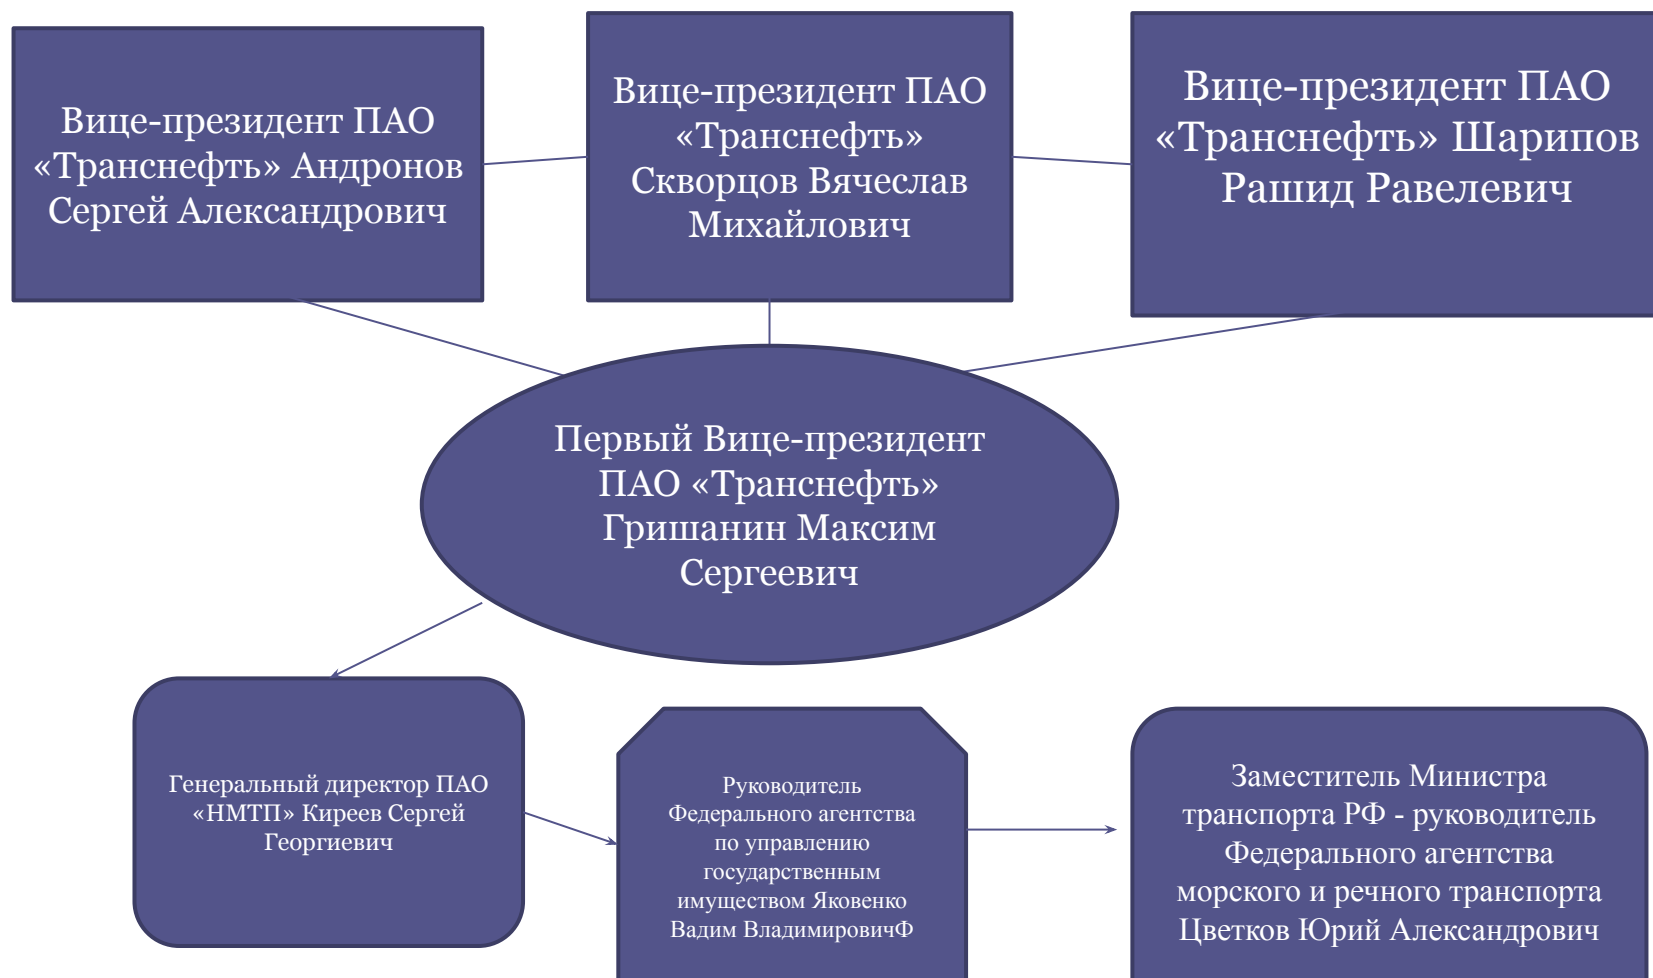 Вице-президент ПАО
«Транснефть» Андронов
Сергей Александрович
Вице-президент ПАО
«Транснефть»
Скворцов Вячеслав
Михайлович
Вице-президент ПАО
«Транснефть» Шарипов
Рашид Равелевич
Первый Вице-президент
ПАО «Транснефть»
Гришанин Максим
Сергеевич
Генеральный директор ПАО
«НМТП» Киреев Сергей
Георгиевич
Руководитель
Федерального агентства
по управлению
государственным
имуществом Яковенко
Вадим ВладимировичФ
Заместитель Министра
транспорта РФ - руководитель
Федерального агентства
морского и речного транспорта
Цветков Юрий Александрович